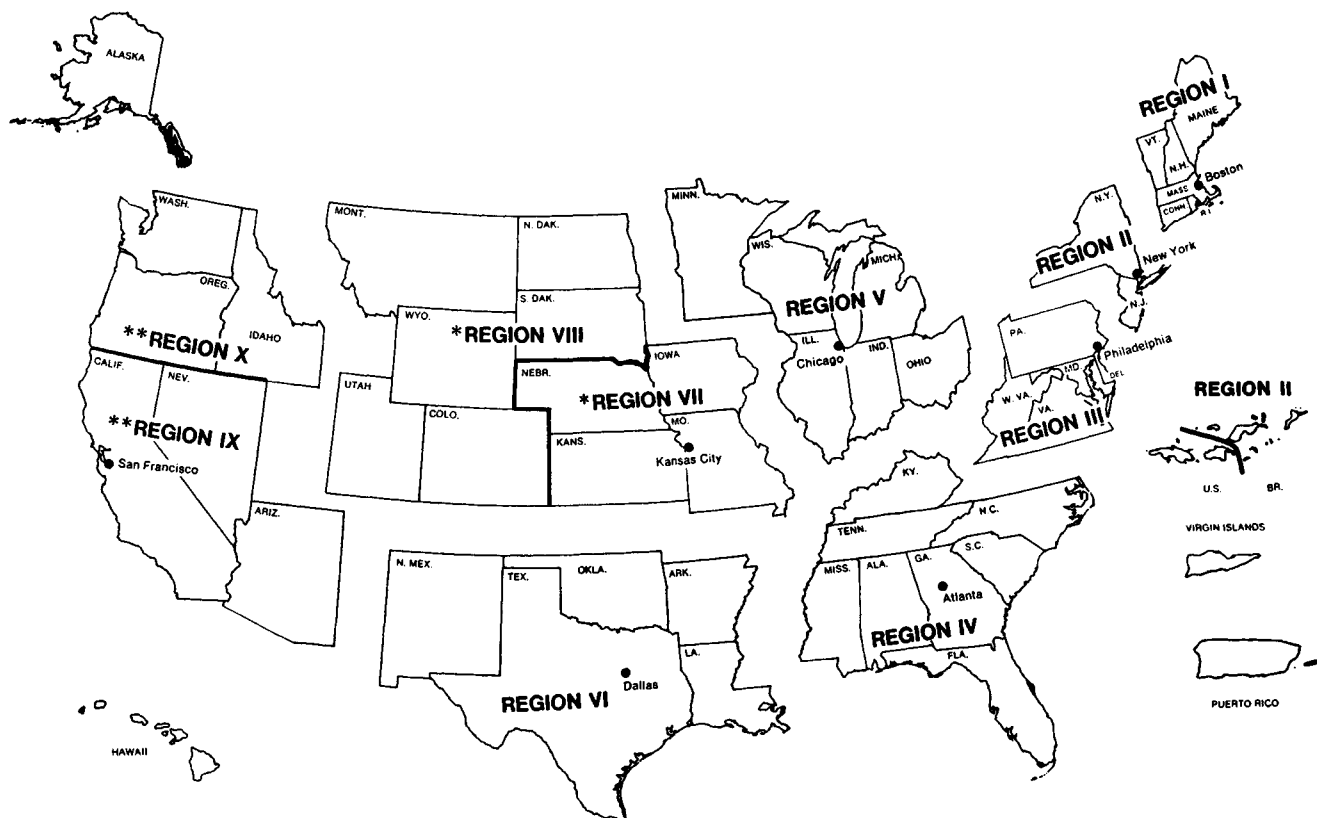 ALASKA
REGION I
MAINE
VT.
N.H.
Boston
MASS
CONN
R.I.
WASH.
MONT.
N. DAK.
MINN.
N.Y.
WIS.
MICH.
REGION II
New York
OREG.
S. DAK.
REGION V
N.J.
WYO.
IDAHO
**REGION X
*REGION VIII
PA.
ILL.
IND.
Chicago
OHIO
Philadelphia
CALIF.
NEV.
UTAH
NEBR.
IOWA
MD.
DEL
REGION II
COLO.
*REGION VII
W. VA.
VA.
MO.
REGION III
**REGION IX
KANS.
Kansas City
San Francisco
KY.
U.S.
BR.
ARIZ.
N.C.
TENN.
VIRGIN ISLANDS
S.C.
N. MEX.
TEX.
OKLA.
ARK.
MISS.
ALA.
GA.
Atlanta
REGION IV
LA.
FLA.
Dallas
REGION VI
PUERTO RICO
HAWAII